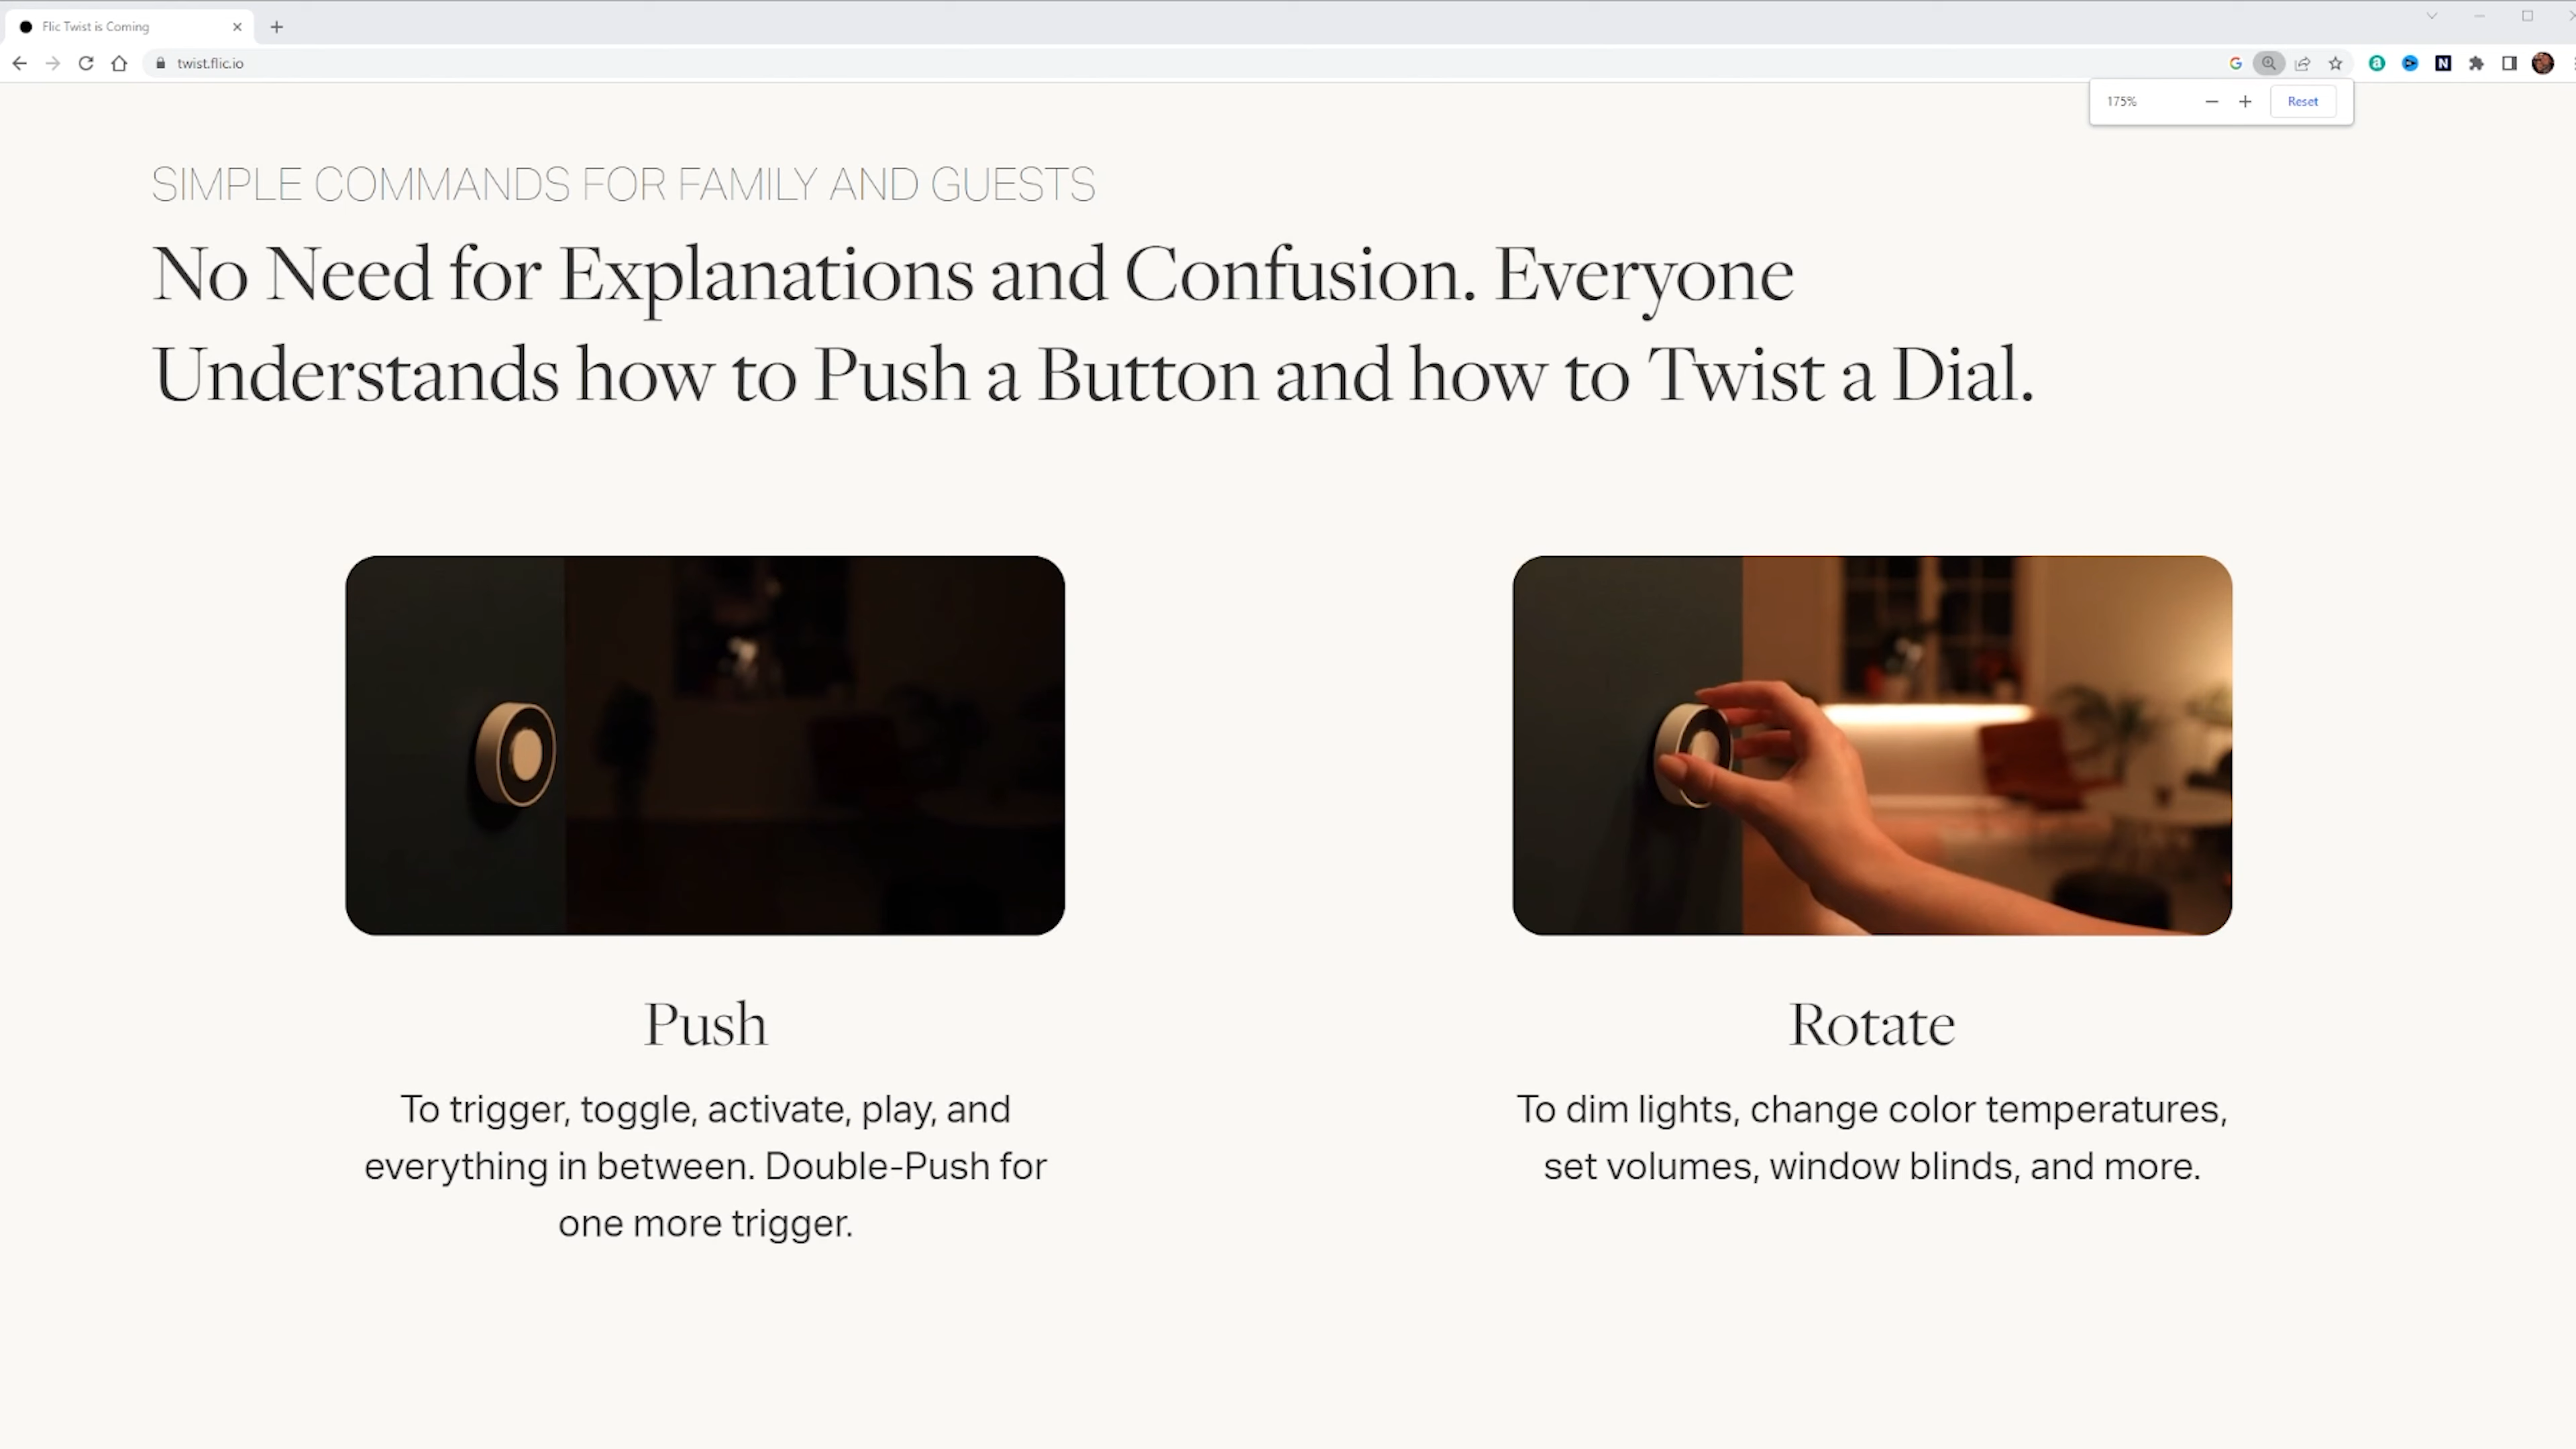 Flic Twist is Coming
twist.flic.io
175%
Reset
SIMPLE COMMANDS FOR FAMILY AND GUESTS
No Need for Explanations and Confusion. Everyone
Understands how to Push a Button and how to Twist a Dial.
Push
To trigger, toggle, activate, play, and
everything in between. Double-Push for
one more trigger.
Rotate
To dim lights, change color temperatures,
set volumes, window blinds, and more.